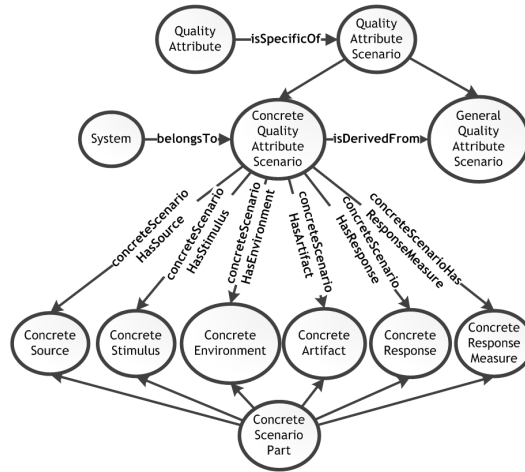 Quality
Attribute
isSpecificOf
Quality
Attribute
Scenario
System
belongsTo
Concrete
Quality
Attribute
Scenario
isDerivedFrom
General
Quality
Attribute
Scenario
concreteScenario
HasSource
concreteScenario
HasStimulus
concreteScenario
HasEnvironment
concreteScenario
HasArtifact
concreteScenario
HasResponse
concreteScenarioHas
ResponseMeasure
Concrete
Source
Concrete
Stimulus
Concrete
Environment
Concrete
Artifact
Concrete
Response
Concrete
Response
Measure
Concrete
Scenario
Part